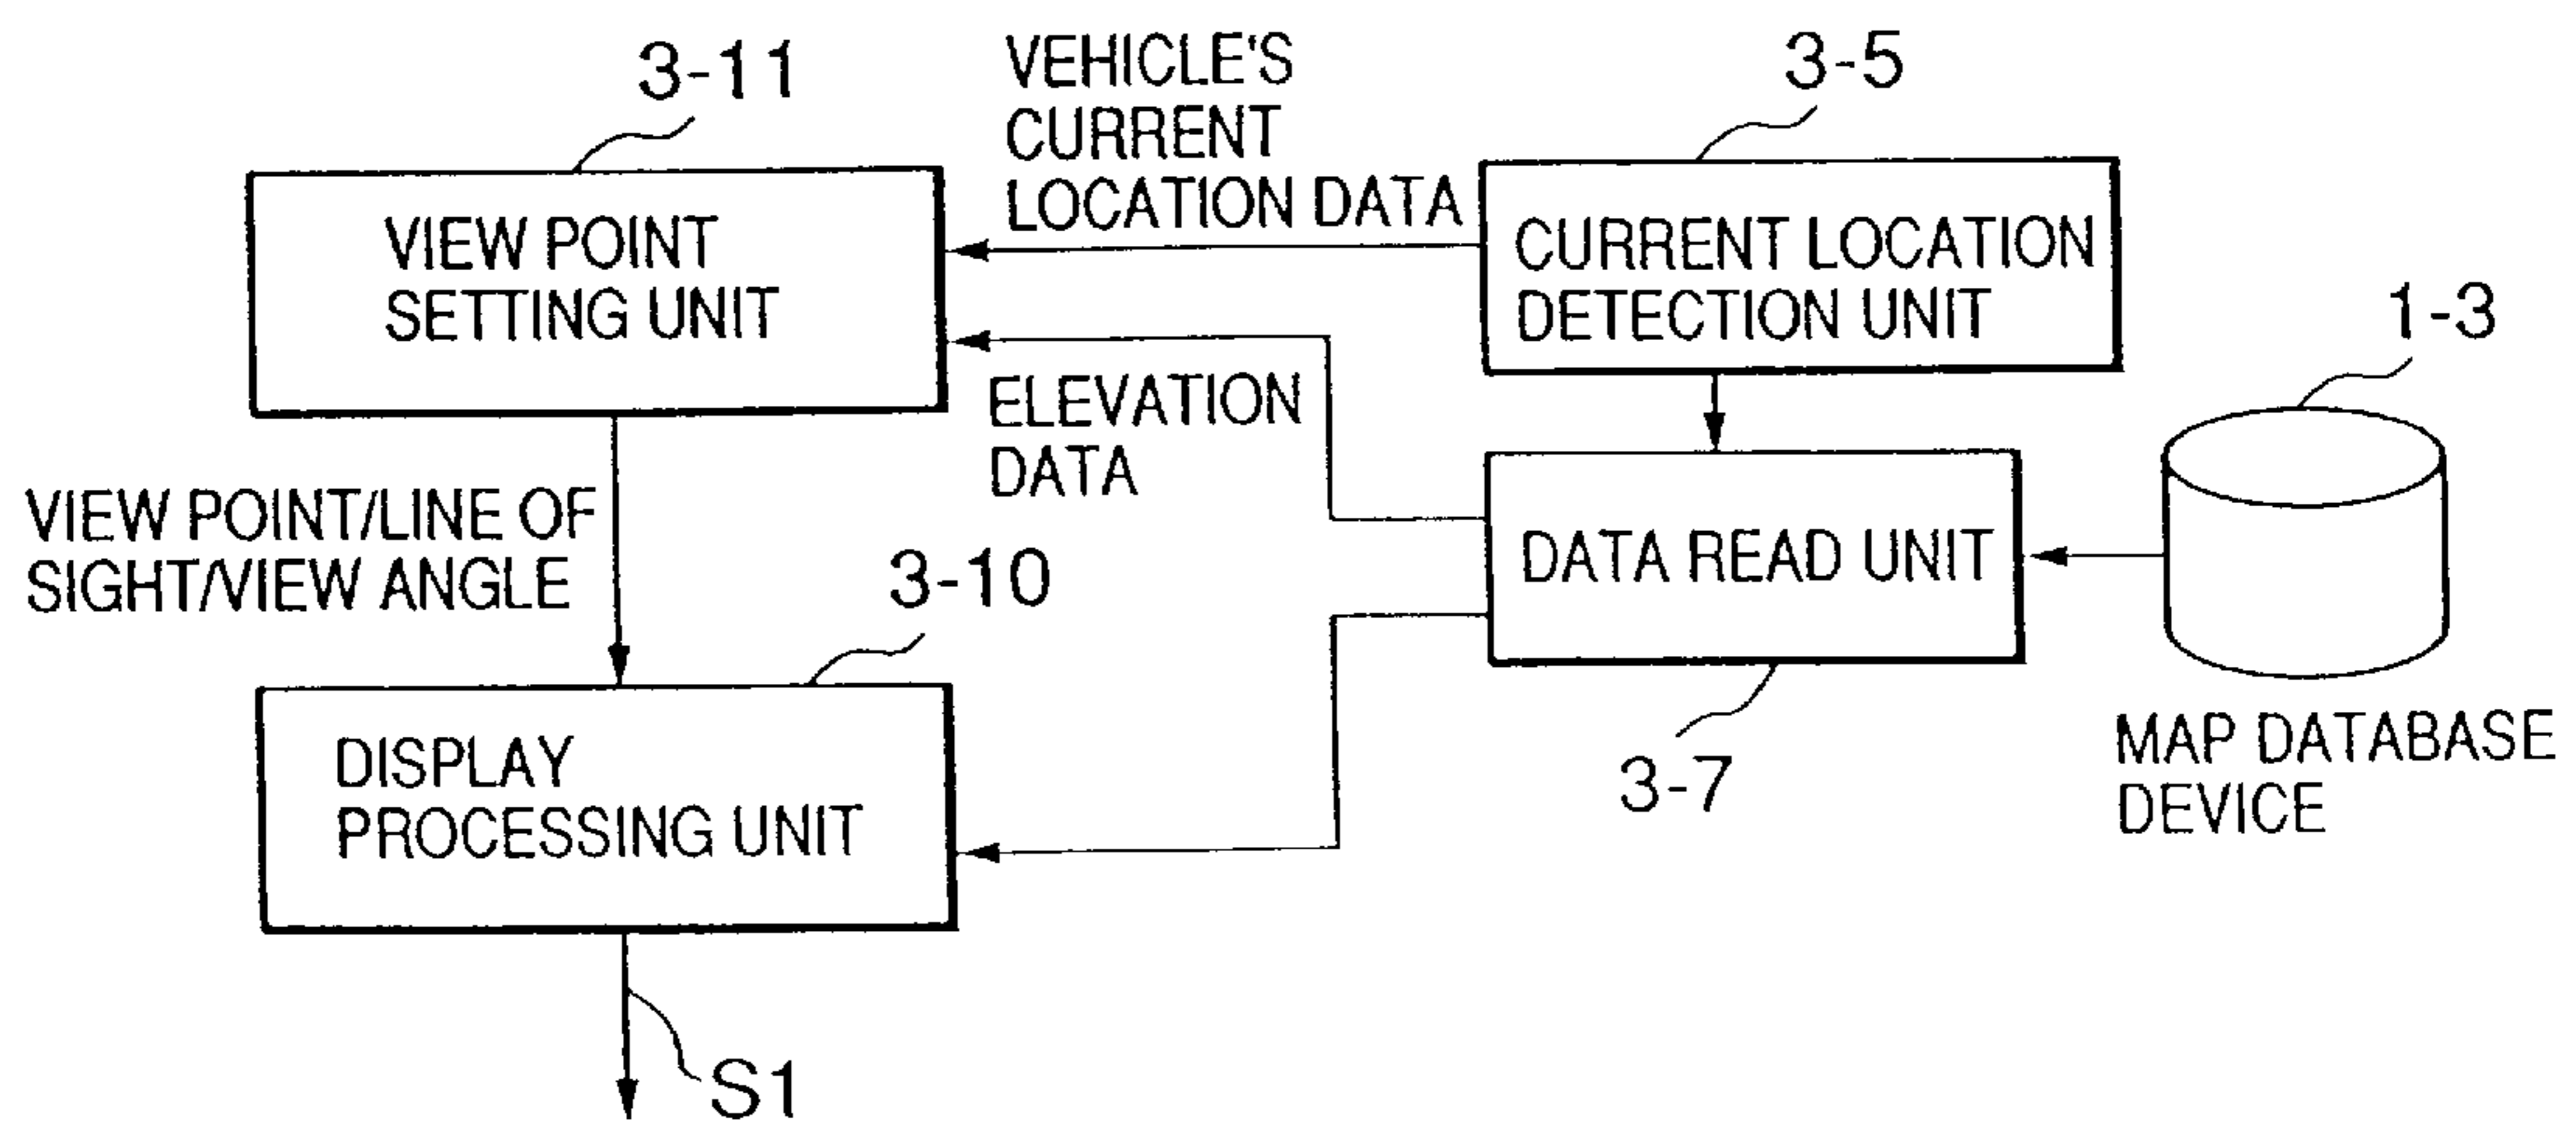 3-11
VEHICLE'S
CURRENT
LOCATION DATA
3-5
VIEW POINT
SETTING UNIT
CURRENT LOCATION
DETECTION UNIT
1-3
ELEVATION
DATA
VIEW POINT/LINE OF
SIGHT/VIEW ANGLE
3-10
DATA READ UNIT
DISPLAY
PROCESSING UNIT
3-7
MAP DATABASE
DEVICE
S1